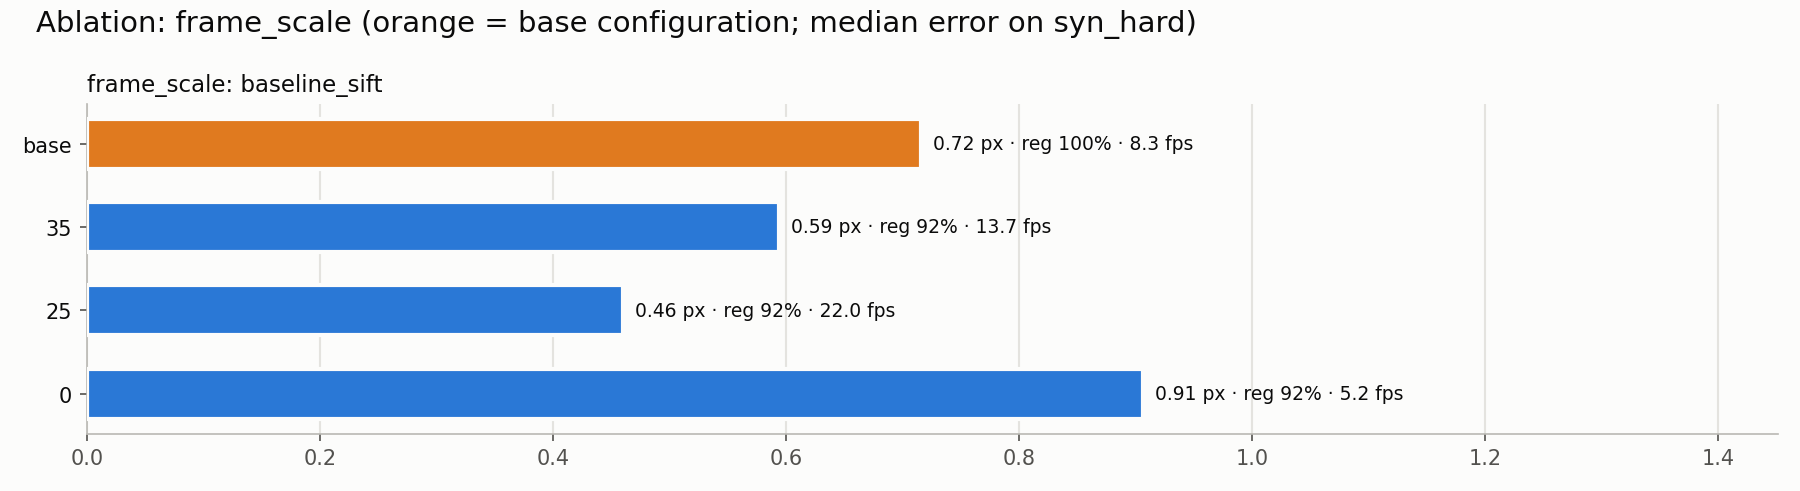 Ablation: frame_scale (orange = base configuration; median error on syn_hard)
frame_scale: baseline_sift
base
0.72 px · reg 100% · 8.3 fps
35
0.59 px · reg 92% · 13.7 fps
25
0.46 px · reg 92% · 22.0 fps
0
0.91 px · reg 92% · 5.2 fps
0.0 0.2 0.4 0.6 0.8 1.0 1.2 1.4